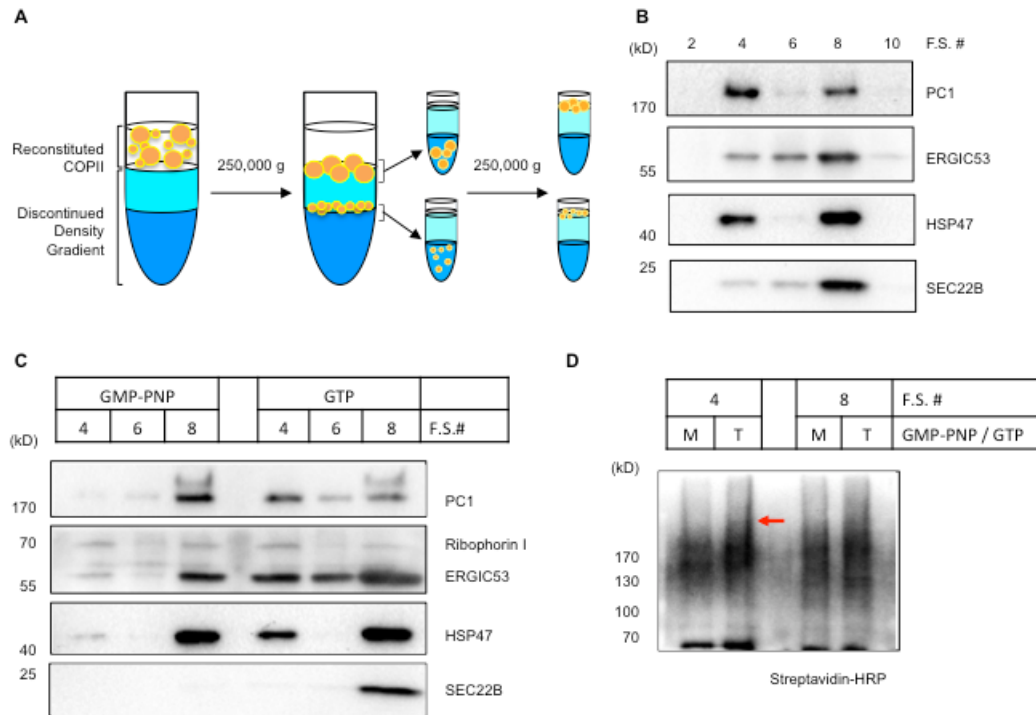 A
Reconstituted
COPII
Discontinued
Density
Gradient
250,000 g
250,000 g
B
(kD) 2 4 6 8 10 F.S. #
170 PC1
55 ERGIC53
40 HSP47
25 SEC22B
C
GMP-PNP GTP
(kD) 4 6 8 4 6 8 F.S.#
170 PC1
70 Ribophorin I
55 ERGIC53
40 HSP47
25 SEC22B
D
4 8 F.S. #
M T M T GMP-PNP / GTP
(kD)
170
130
100
70
Streptavidin-HRP